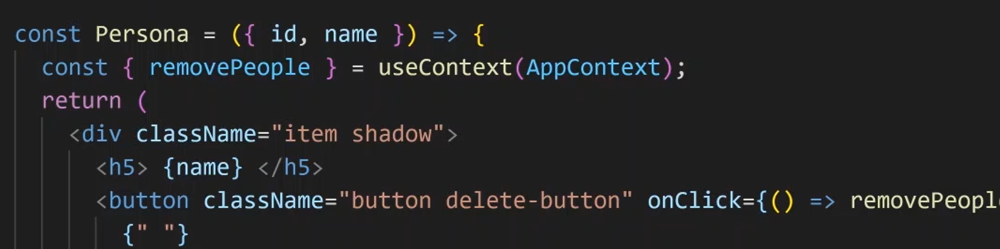 const Persona = ({ id, name }) => {
const { removePeople } = useContext(AppContext);
return (
<div className="item shadow">
<h5> {name} </h5>
<button className="button delete-button" onClick={() => removePeopl
{" "}